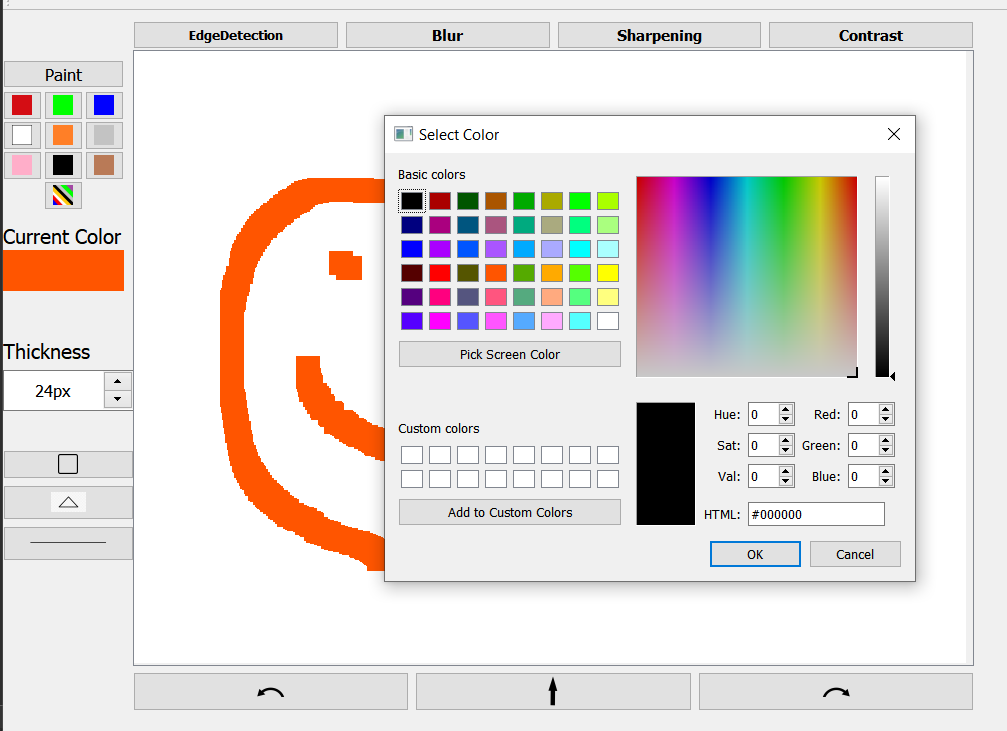 EdgeDetection
Blur
Sharpening
Contrast
Paint
Current Color
Thickness
24px
Select Color
Basic colors
Pick Screen Color
Custom colors
Add to Custom Colors
Hue: 0 Red: 0
Sat: 0 Green: 0
Val: 0 Blue: 0
HTML: #000000
OK
Cancel